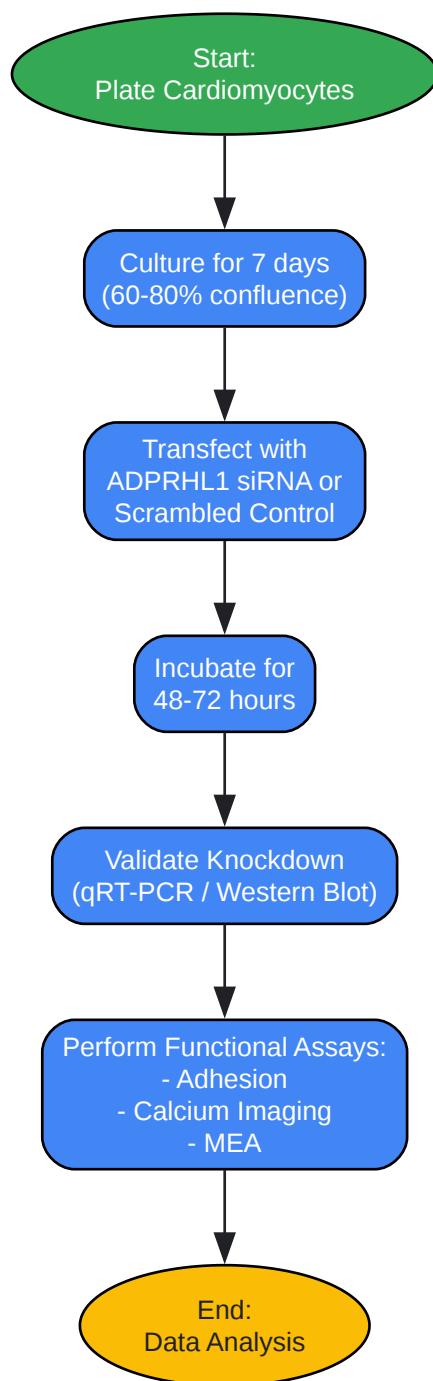 Start:
Plate Cardiomyocytes
Culture for 7 days
(60-80% confluence)
Transfect with
ADPRHL1 siRNA or
Scrambled Control
Incubate for
48-72 hours
Validate Knockdown
(qRT-PCR / Western Blot)
Perform Functional Assays:
- Adhesion
- Calcium Imaging
- MEA
End:
Data Analysis